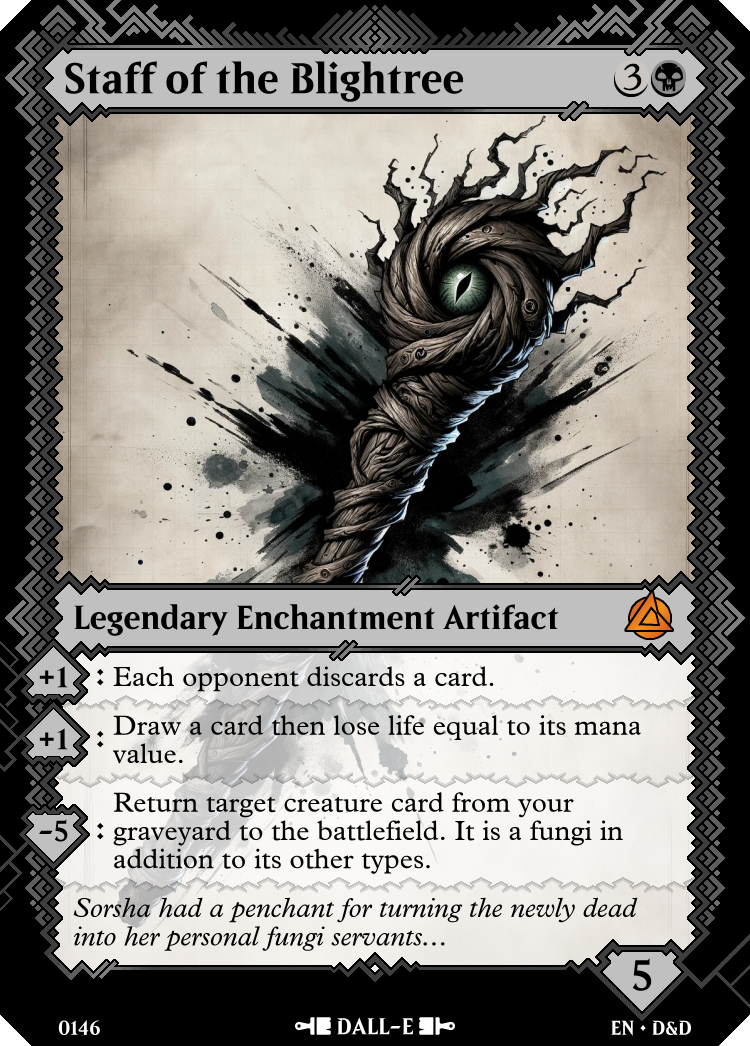 Staff of the Blightree
3
Legendary Enchantment Artifact
+1 : Each opponent discards a card.
+1 : Draw a card then lose life equal to its mana
value.
Return target creature card from your
-5 : graveyard to the battlefield. It is a fungi in
addition to its other types.
Sorsha had a penchant for turning the newly dead
into her personal fungi servants...
5
0146 DALL-E EN • D&D